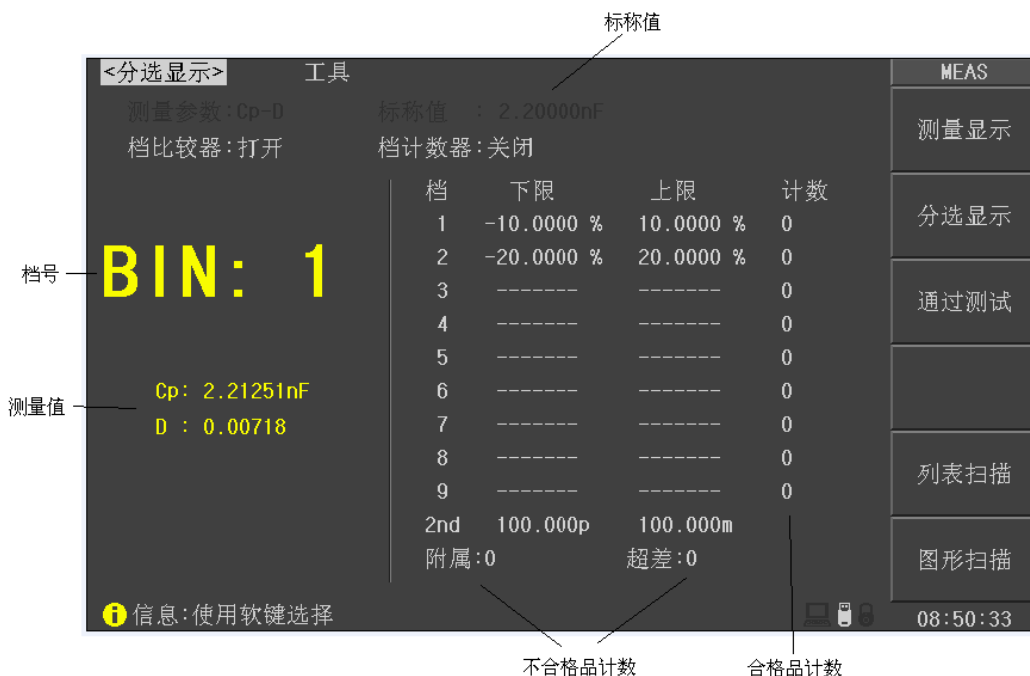 标称值
<分选显示> 工具 MEAS
测量参数:Cp-D 标称值 : 2.20000nF
测量显示
档比较器:打开 档计数器:关闭
档 下限 上限 计数
1 -10.0000 % 10.0000 % 0
分选显示
2 -20.0000 % 20.0000 % 0
档号
BIN: 1
3 ------- ------- 0
通过测试
4 ------- ------- 0
5 ------- ------- 0
Cp: 2.21251nF
6 ------- ------- 0
测量值
D : 0.00718
7 ------- ------- 0
8 ------- ------- 0
列表扫描
9 ------- ------- 0
2nd 100.000p 100.000m
附属:0 超差:0
图形扫描
信息:使用软键选择
08:50:33
不合格品计数 合格品计数